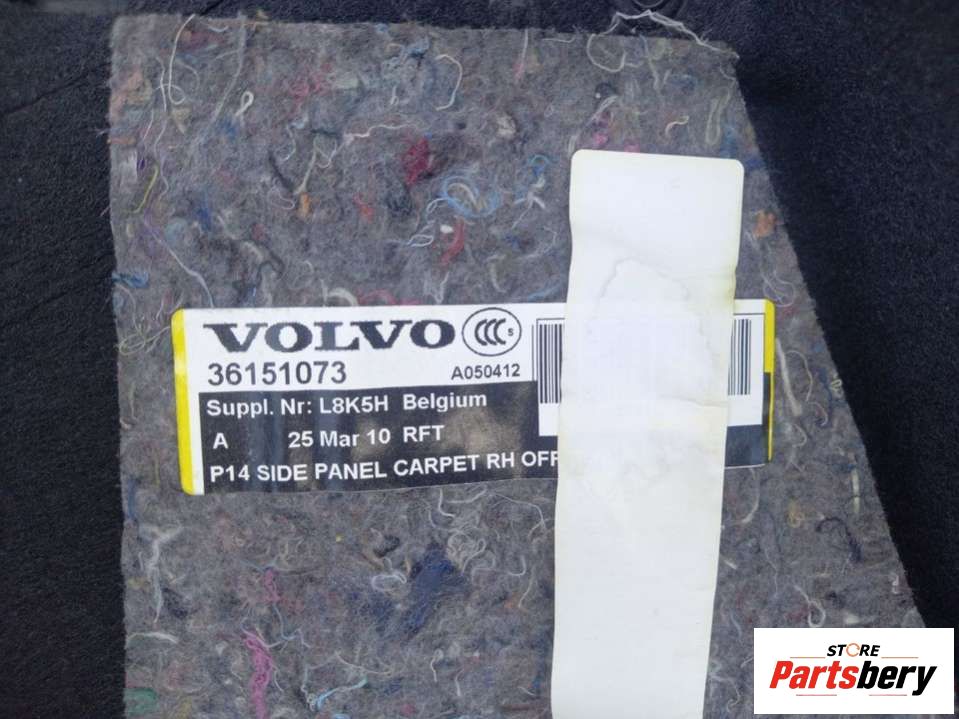 VOLVO CCC S
36151073 A050412
Suppl. Nr: L8K5H Belgium
A 25 Mar 10 RFT
P14 SIDE PANEL CARPET RH OFF
STORE
Partsbery